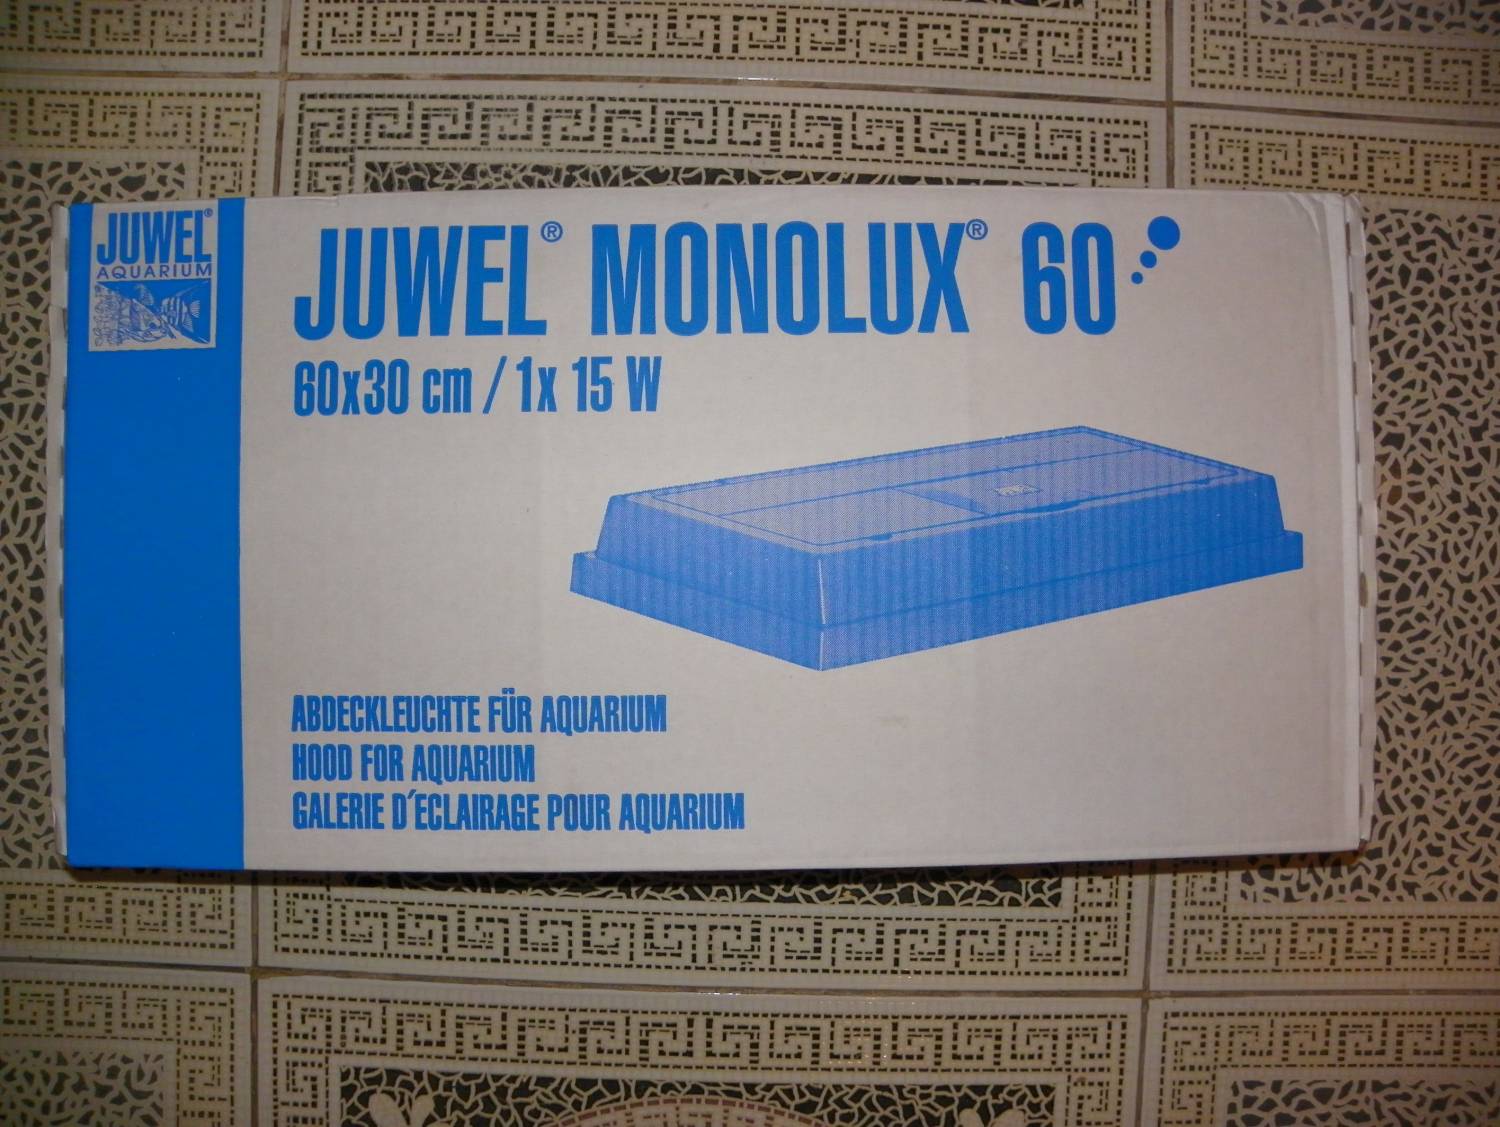 JUWEL®
AQUARIUM
JUWEL® MONOLUX® 60
60x30 cm / 1x 15 W
ABDECKLEUCHTE FÜR AQUARIUM
HOOD FOR AQUARIUM
GALERIE D'ECLAIRAGE POUR AQUARIUM